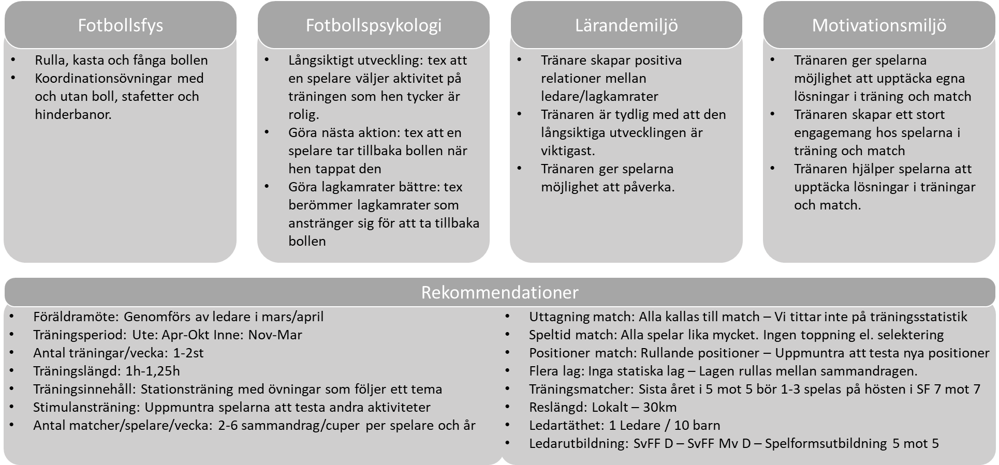 Fotbollsfys
• Rulla, kasta och fånga bollen
• Koordinationsövningar med
och utan boll, stafetter och
hinderbanor.
Fotbollspsykologi
• Långsiktigt utveckling: tex att
en spelare väljer aktivitet på
träningen som hen tycker är
rolig.
• Göra nästa aktion: tex att en
spelare tar tillbaka bollen när
hen tappat den
• Göra lagkamrater bättre: tex
berömmer lagkamrater som
anstränger sig för att ta tillbaka
bollen
Lärandemiljö
• Tränare skapar positiva
relationer mellan
ledare/lagkamrater
• Tränaren är tydlig med att den
långsiktiga utvecklingen är
viktigast.
• Tränaren ger spelarna
möjlighet att påverka.
Motivationsmiljö
• Tränaren ger spelarna
möjlighet att upptäcka egna
lösningar i träning och match
• Tränaren skapar ett stort
engagemang hos spelarna i
träning och match
• Tränaren hjälper spelarna att
upptäcka lösningar i träningar
och match.
Rekommendationer
• Föräldramöte: Genomförs av ledare i mars/april
• Träningsperiod: Ute: Apr-Okt Inne: Nov-Mar
• Antal träningar/vecka: 1-2st
• Träningslängd: 1h-1,25h
• Träningsinnehåll: Stationsträning med övningar som följer ett tema
• Stimulansträning: Uppmuntra spelarna att testa andra aktiviteter
• Antal matcher/spelare/vecka: 2-6 sammandrag/cuper per spelare och år
• Uttagning match: Alla kallas till match – Vi tittar inte på träningsstatistik
• Speltid match: Alla spelar lika mycket. Ingen toppning el. selektering
• Positioner match: Rullande positioner – Uppmuntra att testa nya positioner
• Flera lag: Inga statiska lag – Lagen rullas mellan sammandragen.
• Träningsmatcher: Sista året i 5 mot 5 bör 1-3 spelas på hösten i SF 7 mot 7
• Reslängd: Lokalt – 30km
• Ledartäthet: 1 Ledare / 10 barn
• Ledarutbildning: SvFF D – SvFF Mv D – Spelformsutbildning 5 mot 5